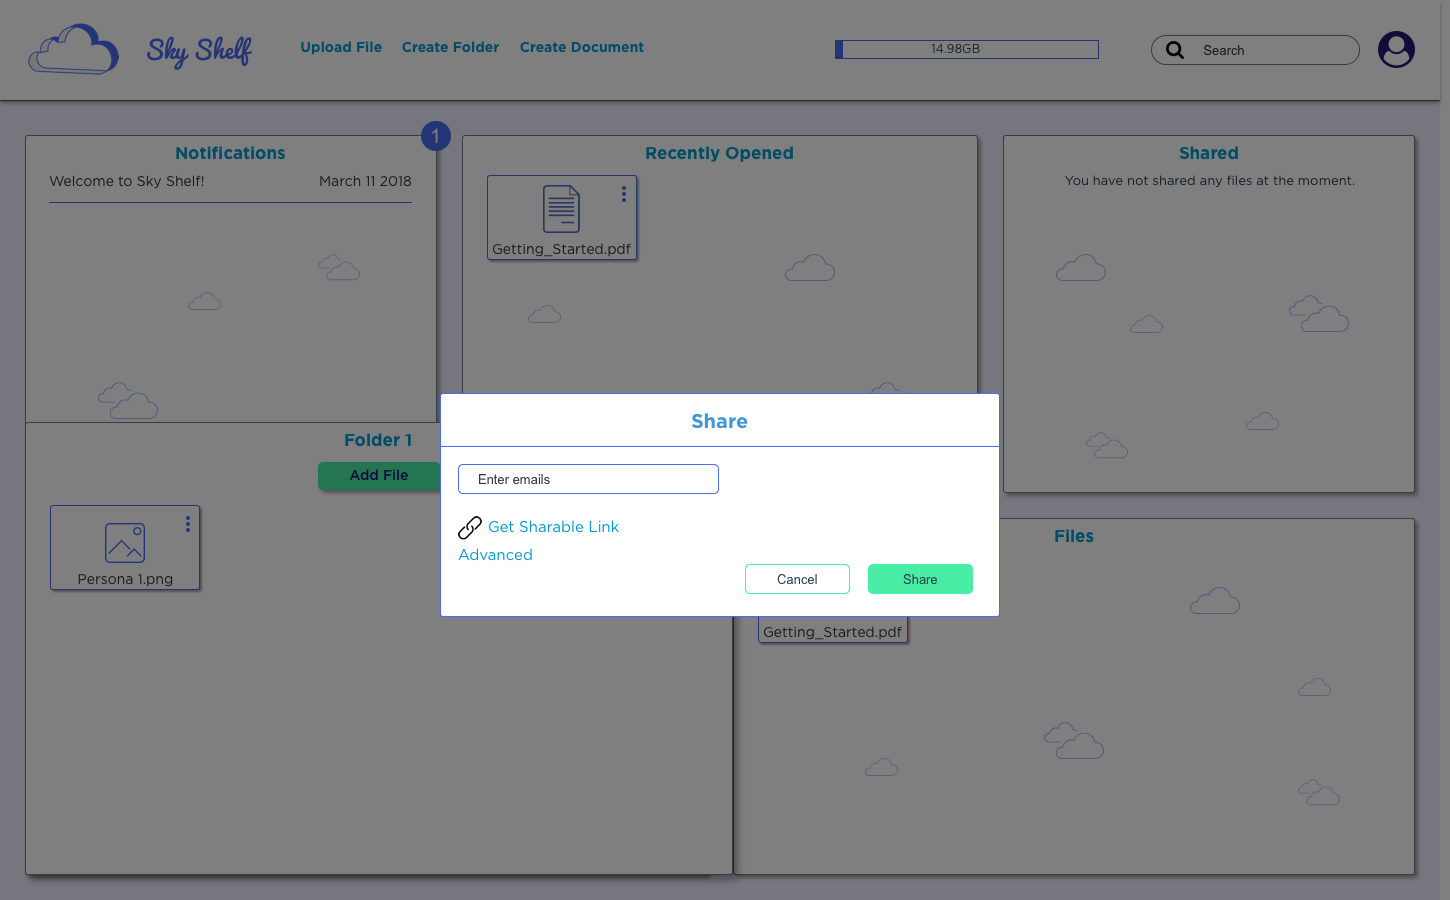 Sky Shelf
Upload File Create Folder Create Document
14.98GB
Search
1
Notifications
Welcome to Sky Shelf! March 11 2018
Recently Opened
Getting_Started.pdf
Shared
You have not shared any files at the moment.
Folder 1
Add File
Persona 1.png
Share
Enter emails
Get Sharable Link
Advanced
Cancel Share
Files
Getting_Started.pdf